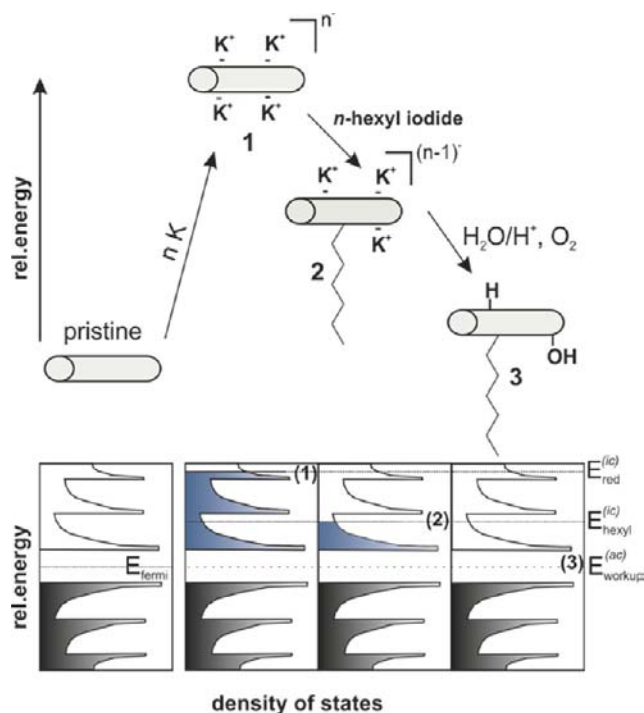 n-
K⁺ K⁺
- -
- -
K⁺ K⁺
1
n-hexyl iodide
(n-1)-
K⁺ -
- -
K⁺
2
H₂O/H⁺, O₂
n K
rel.energy
pristine
H
OH
3
(1) E_red^(ic)
(2) E_hexyl^(ic)
E_fermi (3) E_workup^(ac)
rel.energy
density of states